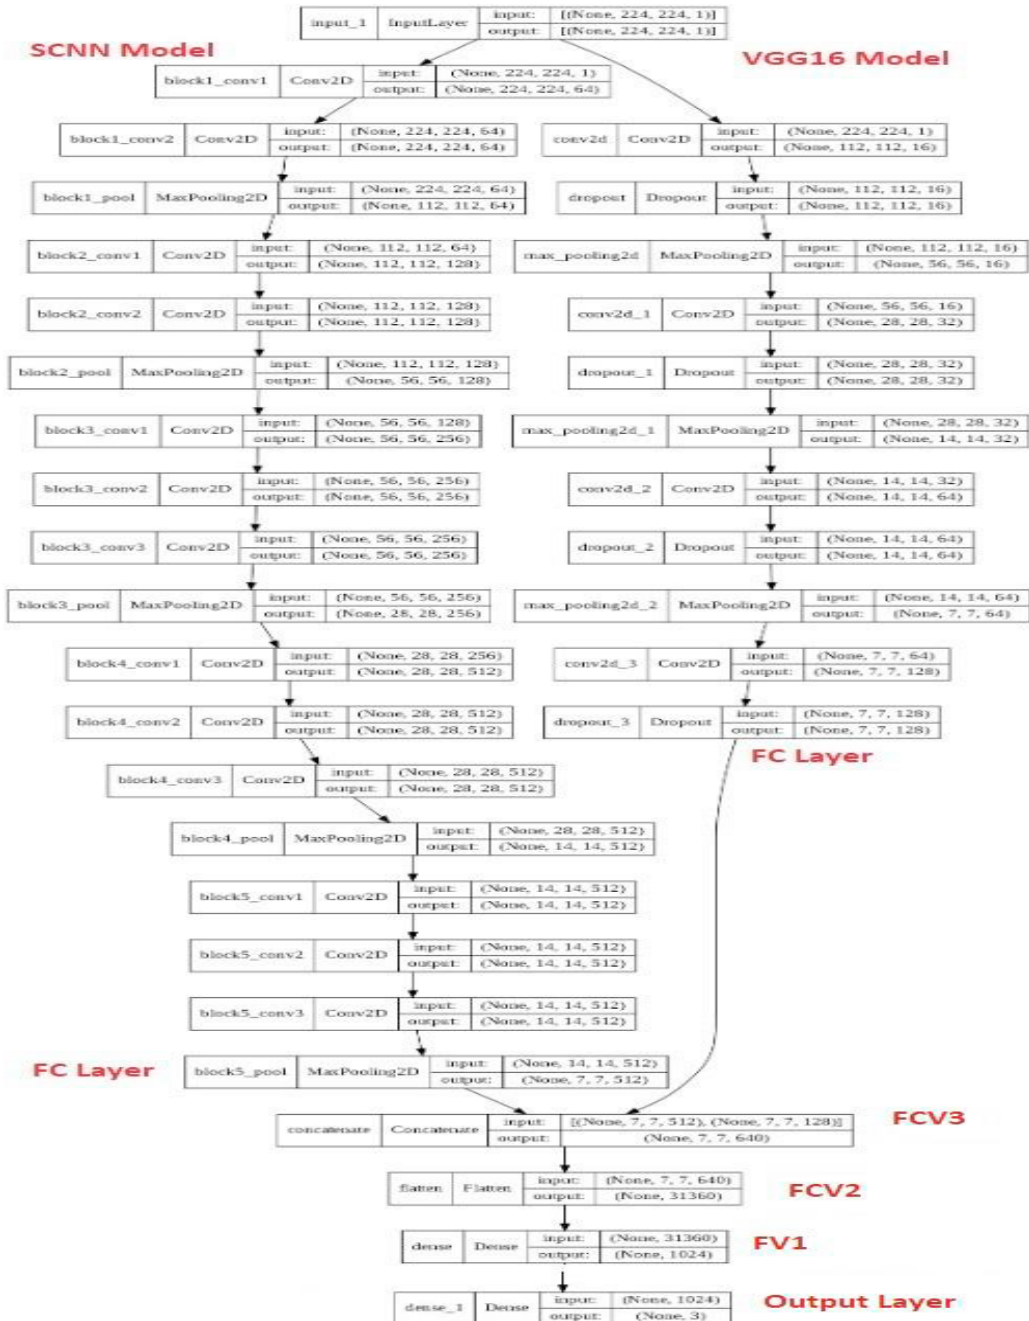 input_1 InputLayer input: [(None, 224, 224, 1)]
output: [(None, 224, 224, 1)]
SCNN Model
VGG16 Model
block1_conv1 Conv2D input: (None, 224, 224, 1)
output: (None, 224, 224, 64)
block1_conv2 Conv2D input: (None, 224, 224, 64)
output: (None, 224, 224, 64)
conv2d Conv2D input: (None, 224, 224, 1)
output: (None, 112, 112, 16)
block1_pool MaxPooling2D input: (None, 224, 224, 64)
output: (None, 112, 112, 64)
dropout Dropout input: (None, 112, 112, 16)
output: (None, 112, 112, 16)
block2_conv1 Conv2D input: (None, 112, 112, 64)
output: (None, 112, 112, 128)
max_pooling2d MaxPooling2D input: (None, 112, 112, 16)
output: (None, 56, 56, 16)
block2_conv2 Conv2D input: (None, 112, 112, 128)
output: (None, 112, 112, 128)
conv2d_1 Conv2D input: (None, 56, 56, 16)
output: (None, 28, 28, 32)
block2_pool MaxPooling2D input: (None, 112, 112, 128)
output: (None, 56, 56, 128)
dropout_1 Dropout input: (None, 28, 28, 32)
output: (None, 28, 28, 32)
block3_conv1 Conv2D input: (None, 56, 56, 128)
output: (None, 56, 56, 256)
max_pooling2d_1 MaxPooling2D input: (None, 28, 28, 32)
output: (None, 14, 14, 32)
block3_conv2 Conv2D input: (None, 56, 56, 256)
output: (None, 56, 56, 256)
conv2d_2 Conv2D input: (None, 14, 14, 32)
output: (None, 14, 14, 64)
block3_conv3 Conv2D input: (None, 56, 56, 256)
output: (None, 56, 56, 256)
dropout_2 Dropout input: (None, 14, 14, 64)
output: (None, 14, 14, 64)
block3_pool MaxPooling2D input: (None, 56, 56, 256)
output: (None, 28, 28, 256)
max_pooling2d_2 MaxPooling2D input: (None, 14, 14, 64)
output: (None, 7, 7, 64)
block4_conv1 Conv2D input: (None, 28, 28, 256)
output: (None, 28, 28, 512)
conv2d_3 Conv2D input: (None, 7, 7, 64)
output: (None, 7, 7, 128)
block4_conv2 Conv2D input: (None, 28, 28, 512)
output: (None, 28, 28, 512)
dropout_3 Dropout input: (None, 7, 7, 128)
output: (None, 7, 7, 128)
FC Layer
block4_conv3 Conv2D input: (None, 28, 28, 512)
output: (None, 28, 28, 512)
block4_pool MaxPooling2D input: (None, 28, 28, 512)
output: (None, 14, 14, 512)
block5_conv1 Conv2D input: (None, 14, 14, 512)
output: (None, 14, 14, 512)
block5_conv2 Conv2D input: (None, 14, 14, 512)
output: (None, 14, 14, 512)
block5_conv3 Conv2D input: (None, 14, 14, 512)
output: (None, 14, 14, 512)
FC Layer
block5_pool MaxPooling2D input: (None, 14, 14, 512)
output: (None, 7, 7, 512)
concatenate Concatenate input: [(None, 7, 7, 512), (None, 7, 7, 128)]
output: (None, 7, 7, 640)
FCV3
flatten Flatten input: (None, 7, 7, 640)
output: (None, 31360)
FCV2
dense Dense input: (None, 31360)
output: (None, 1024)
FV1
dense_1 Dense input: (None, 1024)
output: (None, 3)
Output Layer